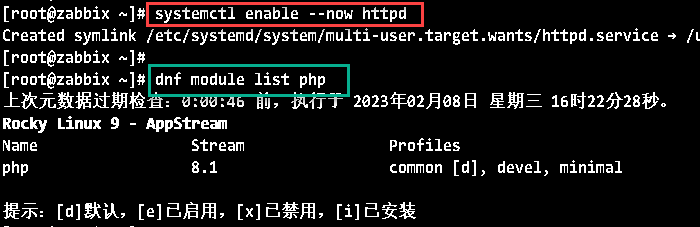 [root@zabbix ~]# systemctl enable --now httpd
Created symlink /etc/systemd/system/multi-user.target.wants/httpd.service → /u
[root@zabbix ~]#
[root@zabbix ~]# dnf module list php
上次元数据过期检查：0:00:46 前，执行于 2023年02月08日 星期三 16时22分28秒。
Rocky Linux 9 - AppStream
Name Stream Profiles
php 8.1 common [d], devel, minimal
提示：[d]默认，[e]已启用，[x]已禁用，[i]已安装